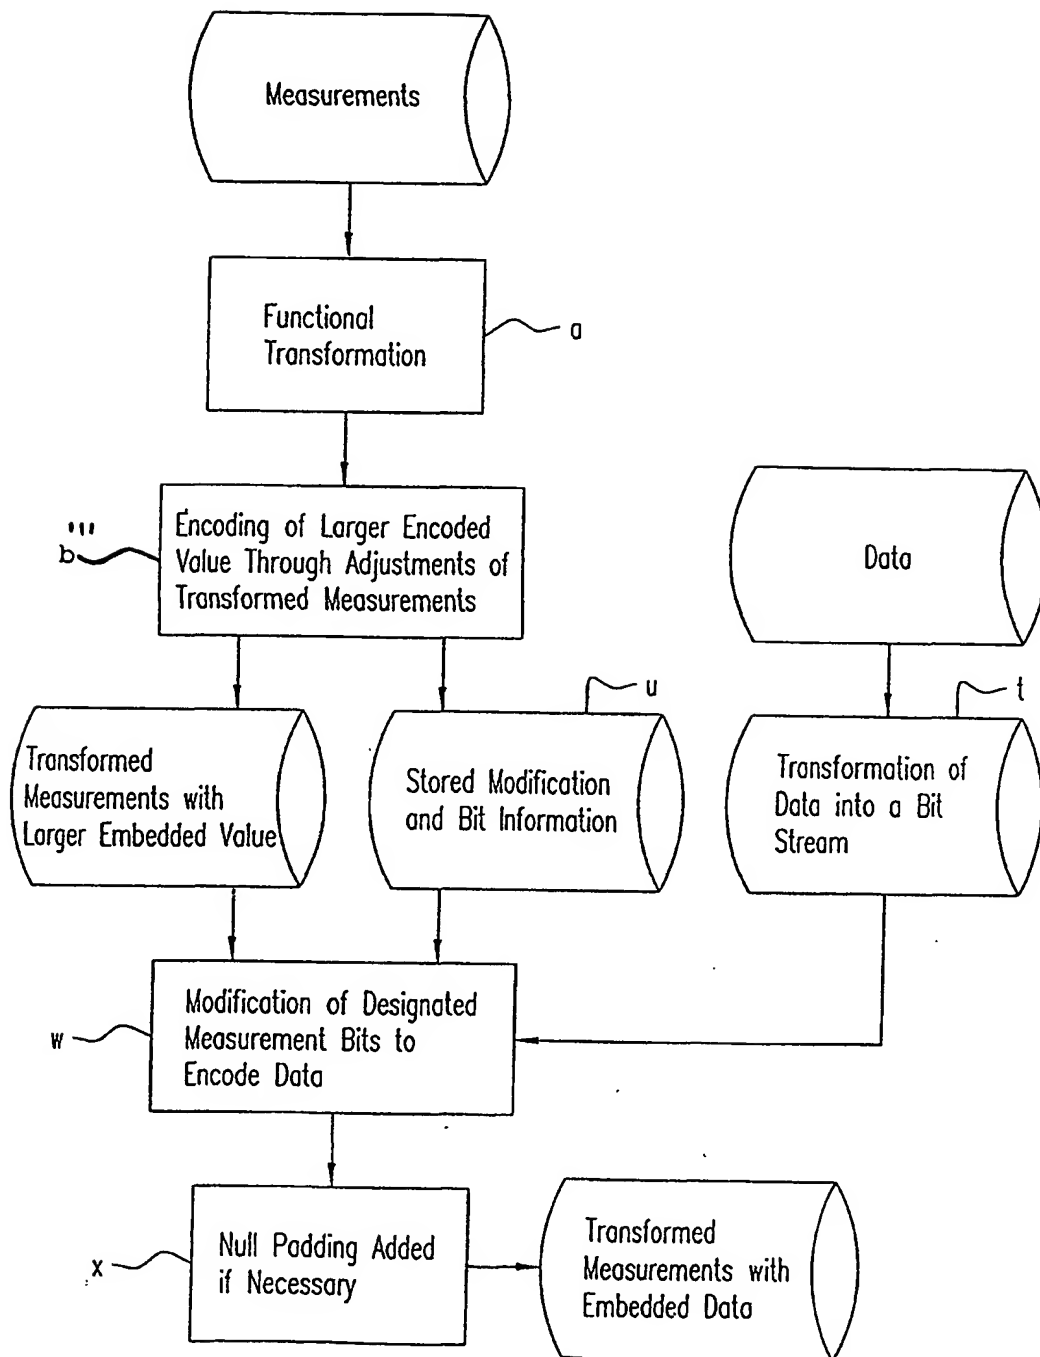 Measurements
Functional
Transformation
a
Encoding of Larger Encoded
Value Through Adjustments of
Transformed Measurements
b'''
Data
u
t
Transformed
Measurements with
Larger Embedded Value
Stored Modification
and Bit Information
Transformation of
Data into a Bit
Stream
Modification of Designated
Measurement Bits to
Encode Data
w
Null Padding Added
if Necessary
x
Transformed
Measurements with
Embedded Data